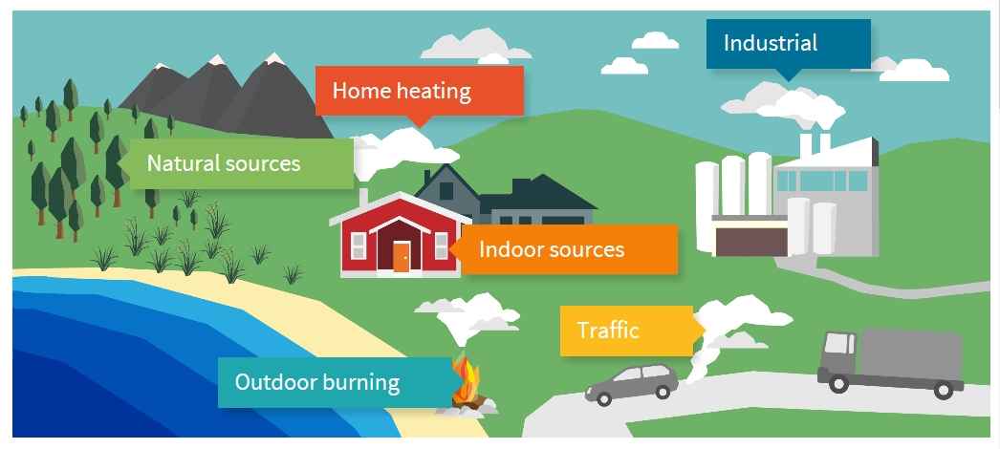 Industrial
Home heating
Natural sources
Indoor sources
Traffic
Outdoor burning